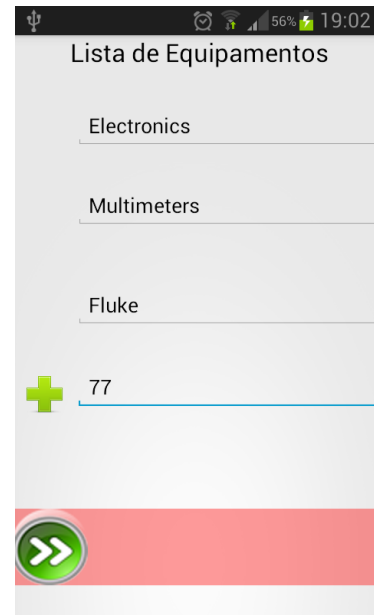 56% 19:02
Lista de Equipamentos
Electronics
Multimeters
Fluke
77